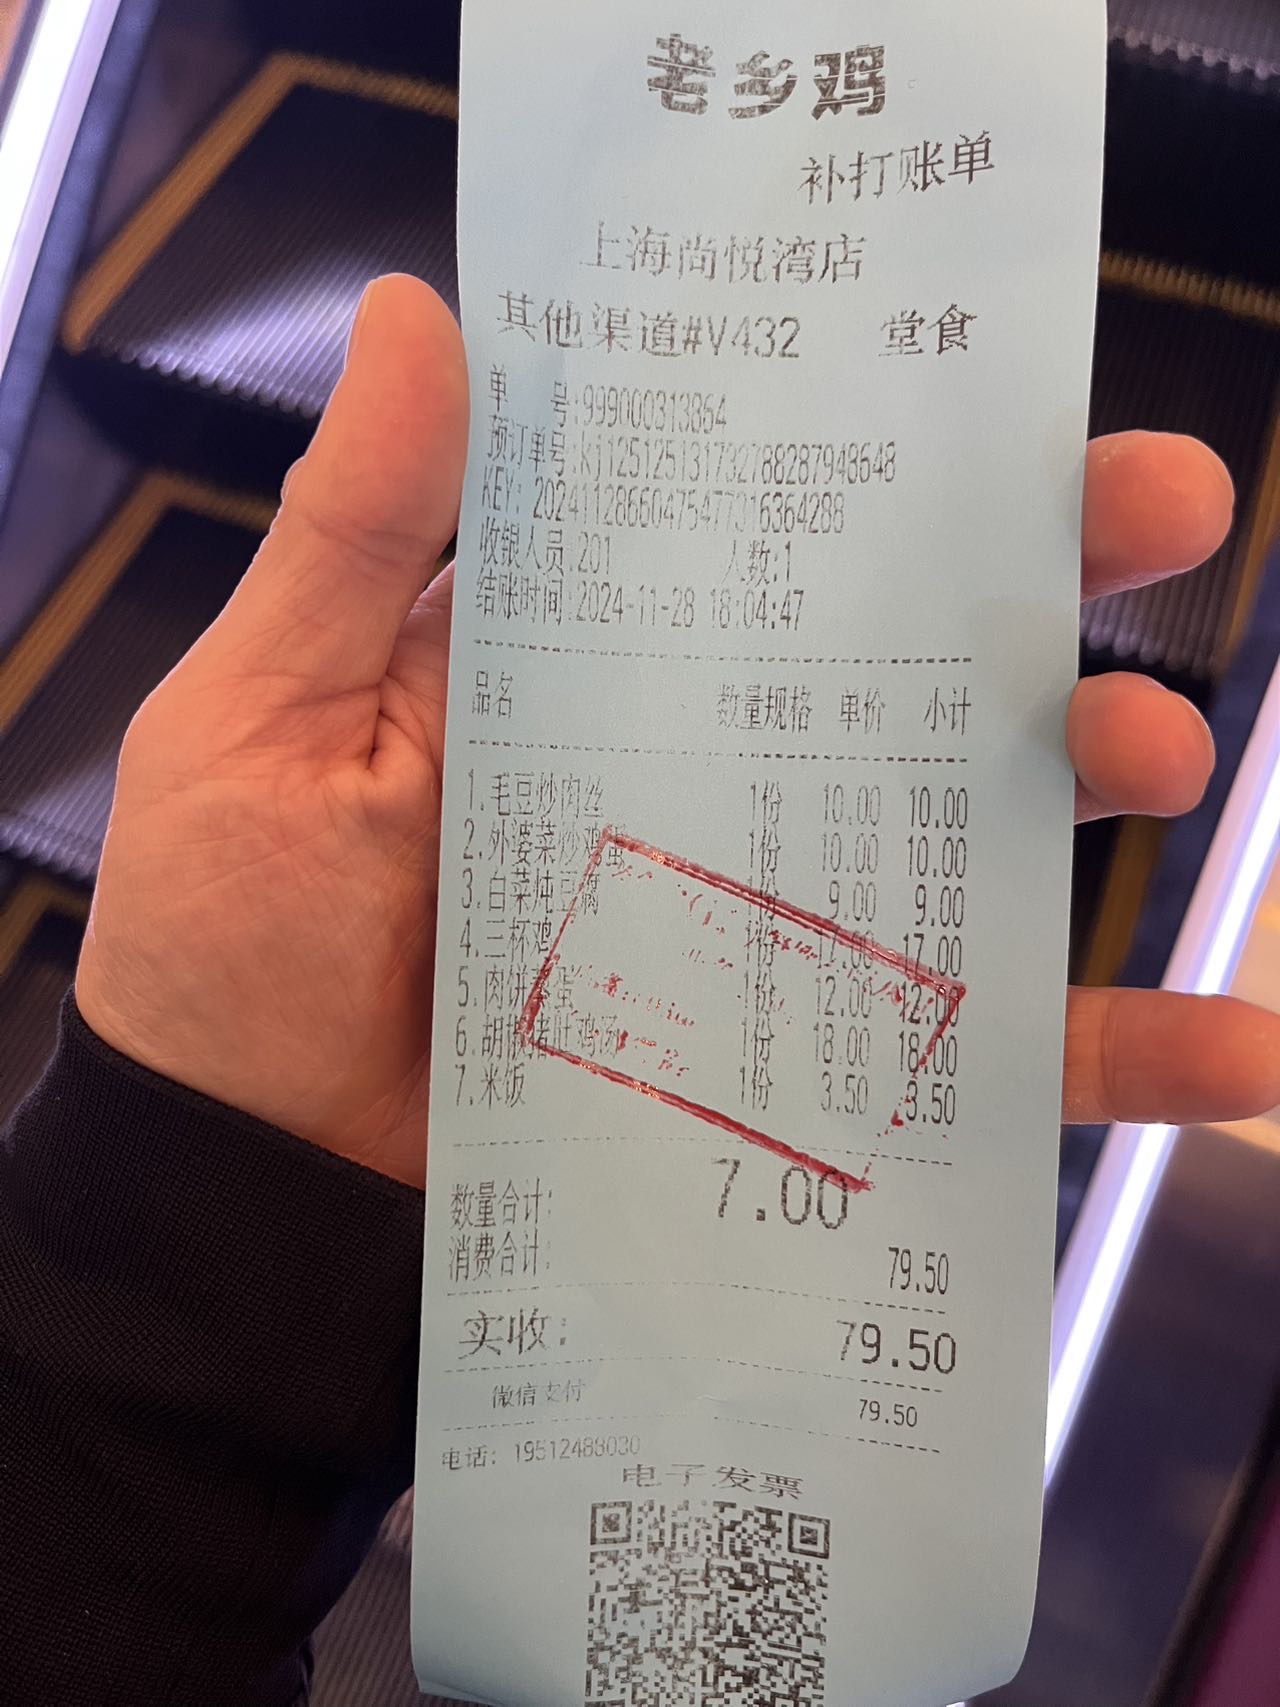 老乡鸡
补打账单
上海尚悦湾店
其他渠道#V432 堂食
单 号:999000313864
预订单号:kj1251251317327882879​48648
KEY: 2024112866047547731636​4288
收银人员:201 人数:1
结账时间:2024-11-28 18:04:47
品名 数量规格 单价 小计
1.毛豆炒肉丝 1份 10.00 10.00
2.外婆菜炒鸡蛋 1份 10.00 10.00
3.白菜炖豆腐 1份 9.00 9.00
4.三杯鸡 1份 17.00 17.00
5.肉饼蒸蛋 1份 12.00 12.00
6.胡椒猪肚鸡汤 1份 18.00 18.00
7.米饭 1份 3.50 3.50
数量合计: 7.00
消费合计: 79.50
实收: 79.50
微信支付 79.50
电话: 19512488030
电子发票